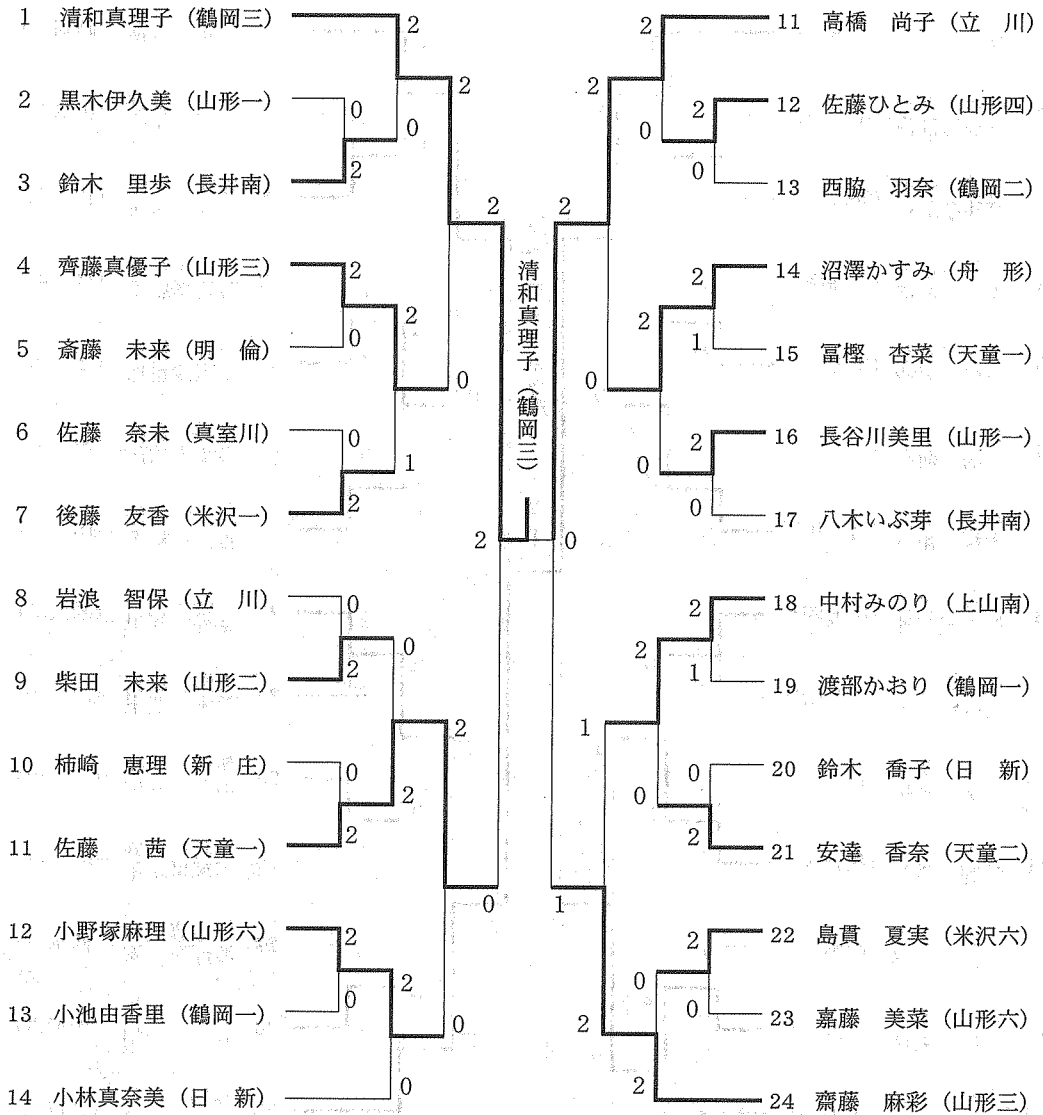 1 清和真理子 (鶴岡三)
2 黒木伊久美 (山形一)
3 鈴木 里歩 (長井南)
4 齊藤真優子 (山形三)
5 斎藤 未来 (明 倫)
6 佐藤 奈未 (真室川)
7 後藤 友香 (米沢一)
8 岩浪 智保 (立 川)
9 柴田 未来 (山形二)
10 柿崎 恵理 (新 庄)
11 佐藤 茜 (天童一)
12 小野塚麻理 (山形六)
13 小池由香里 (鶴岡一)
14 小林真奈美 (日 新)
2
0
2
0
2
0
2
1
0
2
2
0
0
2
0
2
0
2
2
0
2
0
2
0
2
0
2
2
0
清和真理子 (鶴岡三)
2
0
2
1
2
2
0
2
0
2
1
2
0
2
0
2
0
2
1
0
2
2
0
1
2
2
0
0
2
11 高橋 尚子 (立 川)
12 佐藤ひとみ (山形四)
13 西脇 羽奈 (鶴岡二)
14 沼澤かすみ (舟 形)
15 冨樫 杏菜 (天童一)
16 長谷川美里 (山形一)
17 八木いぶ芽 (長井南)
18 中村みのり (上山南)
19 渡部かおり (鶴岡一)
20 鈴木 喬子 (日 新)
21 安達 香奈 (天童二)
22 島貫 夏実 (米沢六)
23 嘉藤 美菜 (山形六)
24 齋藤 麻彩 (山形三)